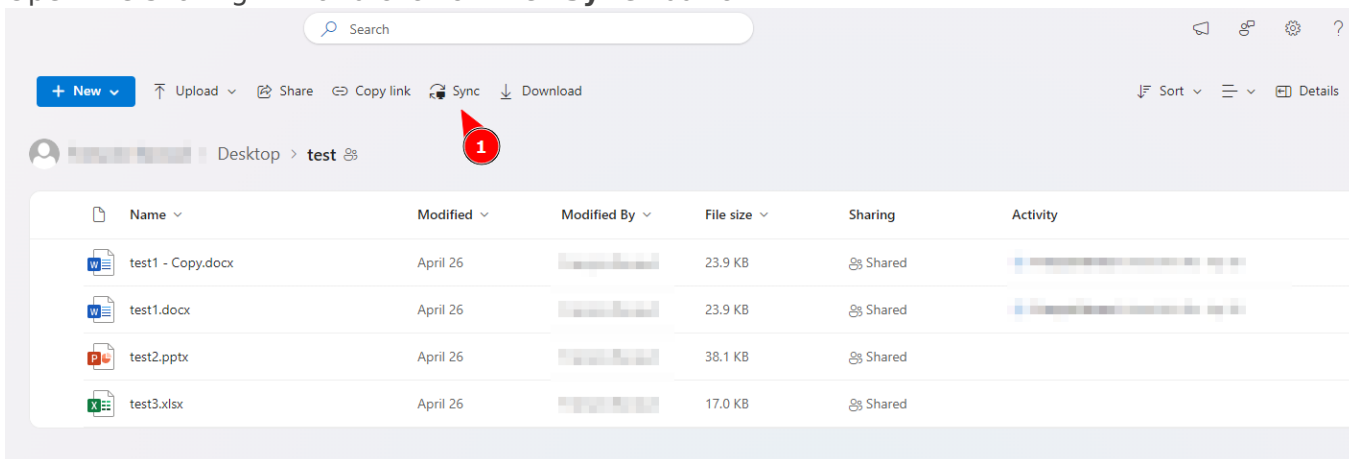 Search
?
+ New Upload Share Copy link Sync Download Sort Details
1
Desktop > test
Name Modified Modified By File size Sharing Activity
test1 - Copy.docx April 26 23.9 KB Shared
test1.docx April 26 23.9 KB Shared
test2.pptx April 26 38.1 KB Shared
test3.xlsx April 26 17.0 KB Shared